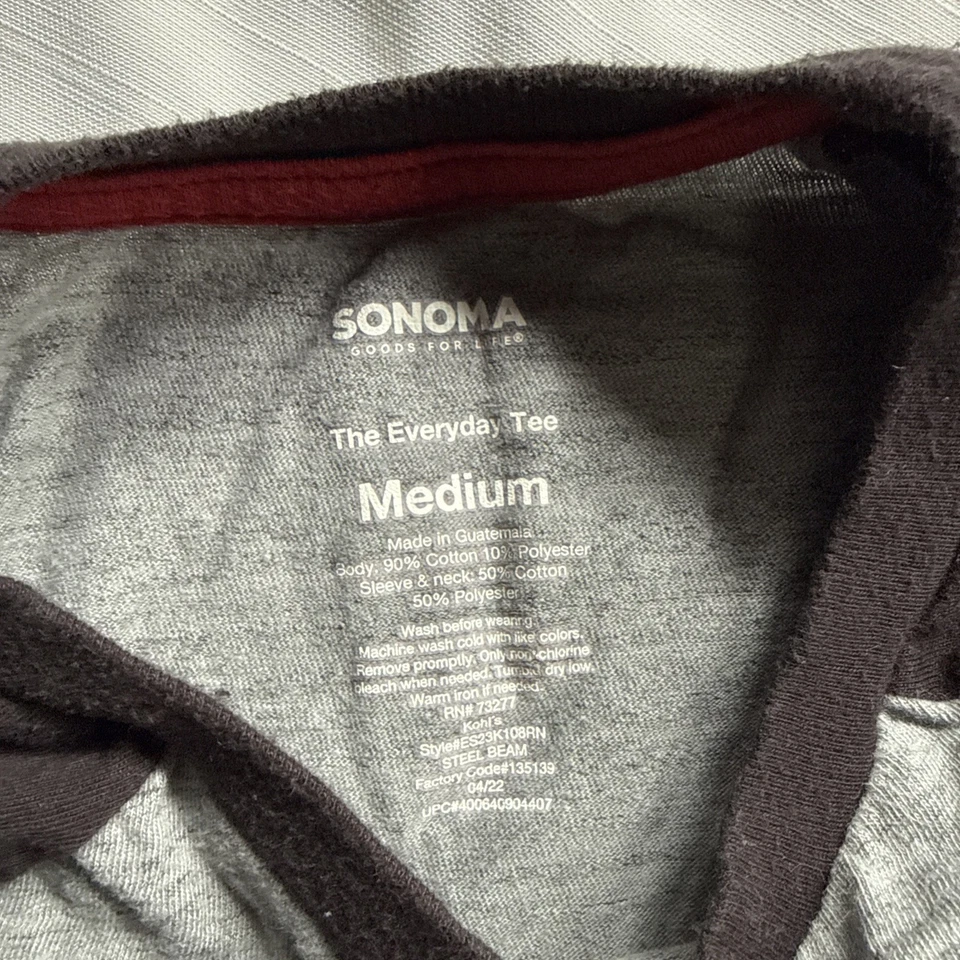 SONOMA
GOODS FOR LIFE®
The Everyday Tee
Medium
Made in Guatemala
Body: 90% Cotton 10% Polyester
Sleeve & neck: 50% Cotton
50% Polyester
Wash before wearing.
Machine wash cold with like colors.
Remove promptly. Only non-chlorine
bleach when needed. Tumble dry low.
Warm iron if needed.
RN# 73277
Kohl's
Style#ES23K108RN
STEEL BEAM
Factory Code#135139
04/22
UPC#400640904407